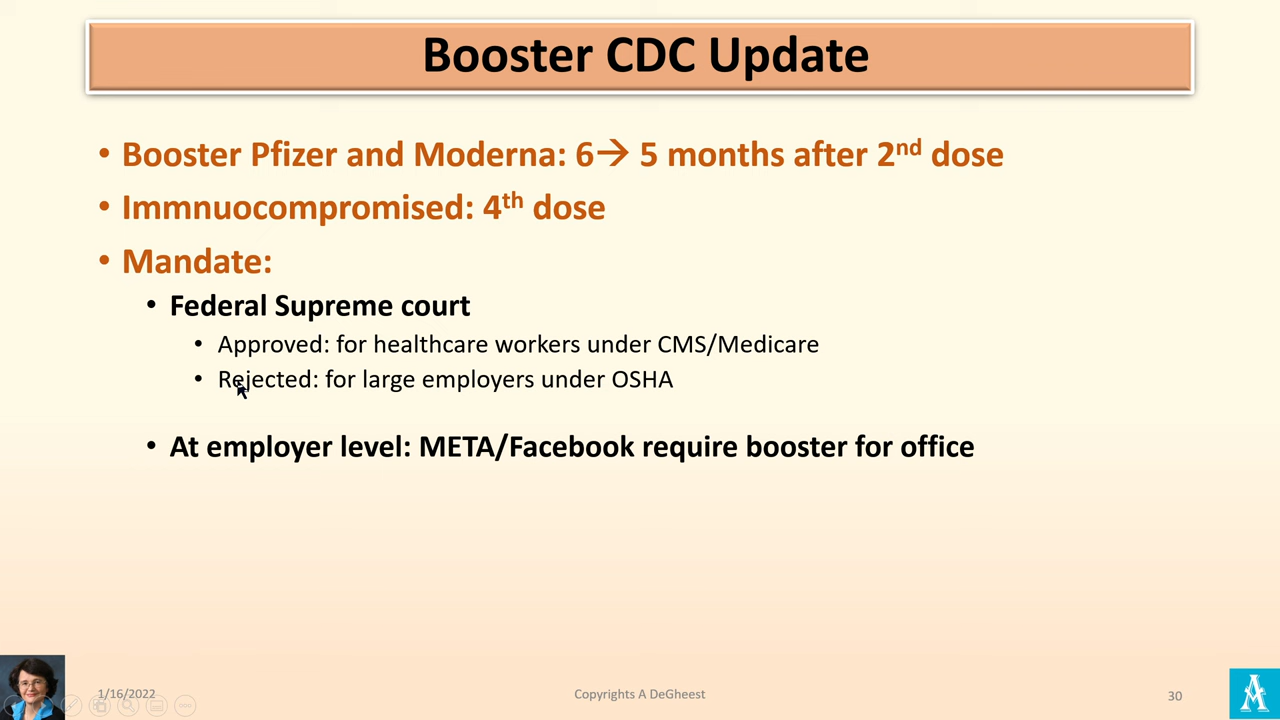 Booster CDC Update
• Booster Pfizer and Moderna: 6→ 5 months after 2nd dose
• Immnuocompromised: 4th dose
• Mandate:
• Federal Supreme court
• Approved: for healthcare workers under CMS/Medicare
• Rejected: for large employers under OSHA
• At employer level: META/Facebook require booster for office
1/16/2022
Copyrights A DeGheest
30
A